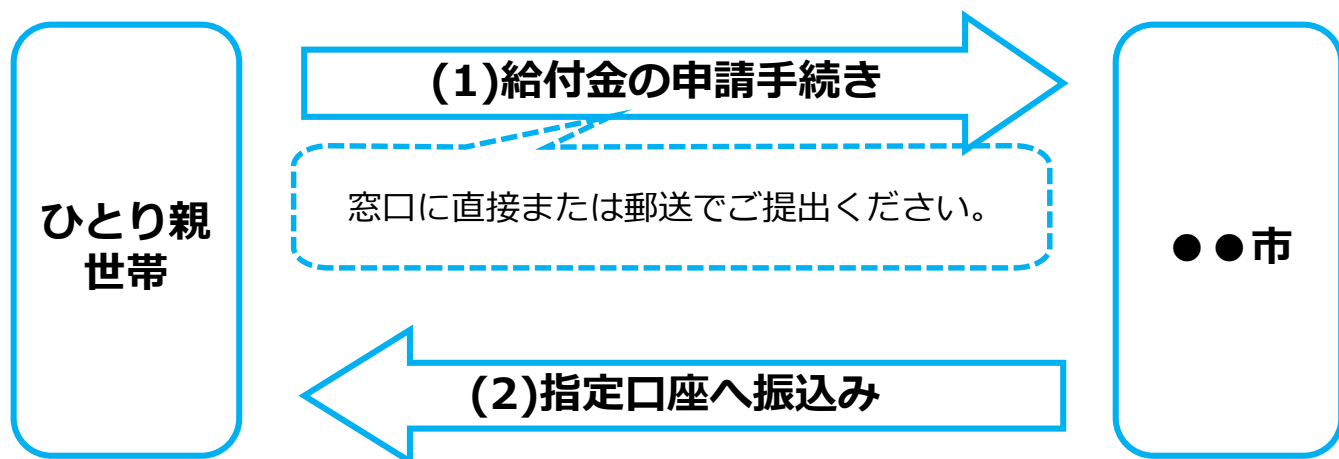 (1)給付金の申請手続き
窓口に直接または郵送でご提出ください。
ひとり親
世帯
●●市
(2)指定口座へ振込み